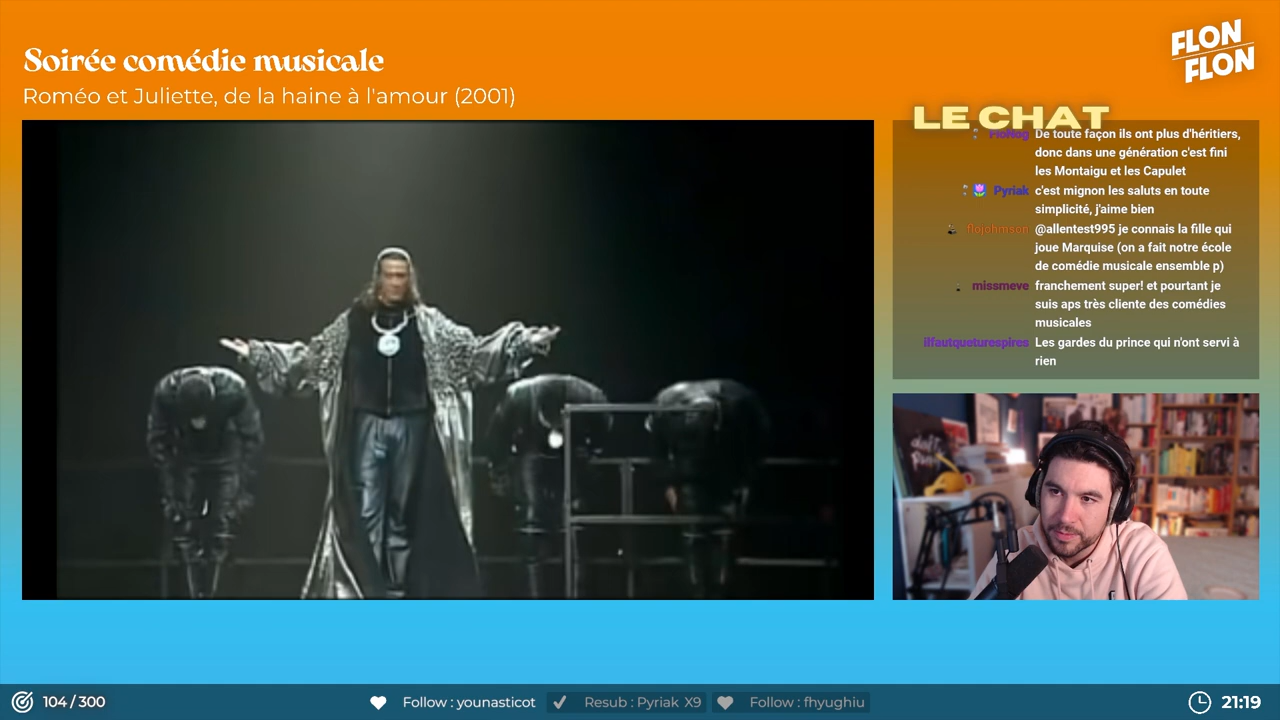 Soirée comédie musicale
Roméo et Juliette, de la haine à l'amour (2001)
FLON
FLON
LE CHAT
De toute façon ils ont plus d'héritiers,
donc dans une génération c'est fini
les Montaigu et les Capulet
Pyriak c'est mignon les saluts en toute
simplicité, j'aime bien
flojohmson @allentest995 je connais la fille qui
joue Marquise (on a fait notre école
de comédie musicale ensemble p)
missmeve franchement super! et pourtant je
suis aps très cliente des comédies
musicales
ilfautqueturespires Les gardes du prince qui n'ont servi à
rien
104 / 300
Follow : younasticot
Resub : Pyriak X9
Follow : fhyughiu
21:19